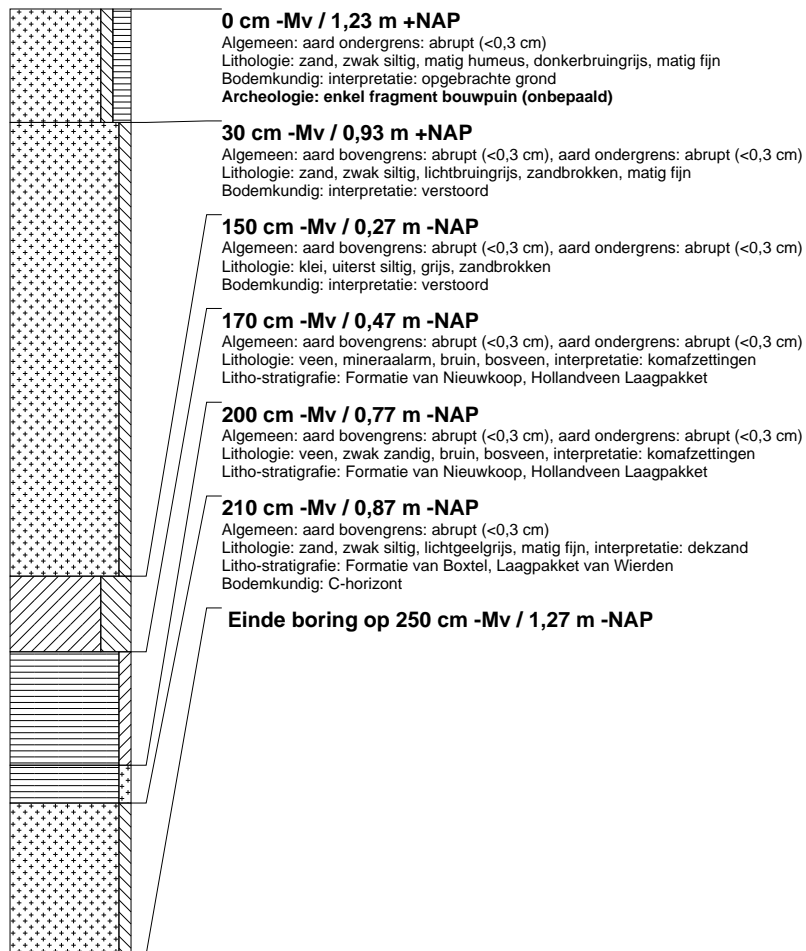 0 cm -Mv / 1,23 m +NAP
Algemeen: aard ondergrens: abrupt (<0,3 cm)
Lithologie: zand, zwak siltig, matig humeus, donkerbruingrijs, matig fijn
Bodemkundig: interpretatie: opgebrachte grond
Archeologie: enkel fragment bouwpuin (onbepaald)
30 cm -Mv / 0,93 m +NAP
Algemeen: aard bovengrens: abrupt (<0,3 cm), aard ondergrens: abrupt (<0,3 cm)
Lithologie: zand, zwak siltig, lichtbruingrijs, zandbrokken, matig fijn
Bodemkundig: interpretatie: verstoord
150 cm -Mv / 0,27 m -NAP
Algemeen: aard bovengrens: abrupt (<0,3 cm), aard ondergrens: abrupt (<0,3 cm)
Lithologie: klei, uiterst siltig, grijs, zandbrokken
Bodemkundig: interpretatie: verstoord
170 cm -Mv / 0,47 m -NAP
Algemeen: aard bovengrens: abrupt (<0,3 cm), aard ondergrens: abrupt (<0,3 cm)
Lithologie: veen, mineraalarm, bruin, bosveen, interpretatie: komafzettingen
Litho-stratigrafie: Formatie van Nieuwkoop, Hollandveen Laagpakket
200 cm -Mv / 0,77 m -NAP
Algemeen: aard bovengrens: abrupt (<0,3 cm), aard ondergrens: abrupt (<0,3 cm)
Lithologie: veen, zwak zandig, bruin, bosveen, interpretatie: komafzettingen
Litho-stratigrafie: Formatie van Nieuwkoop, Hollandveen Laagpakket
210 cm -Mv / 0,87 m -NAP
Algemeen: aard bovengrens: abrupt (<0,3 cm)
Lithologie: zand, zwak siltig, lichtgeelgrijs, matig fijn, interpretatie: dekzand
Litho-stratigrafie: Formatie van Boxtel, Laagpakket van Wierden
Bodemkundig: C-horizont
Einde boring op 250 cm -Mv / 1,27 m -NAP